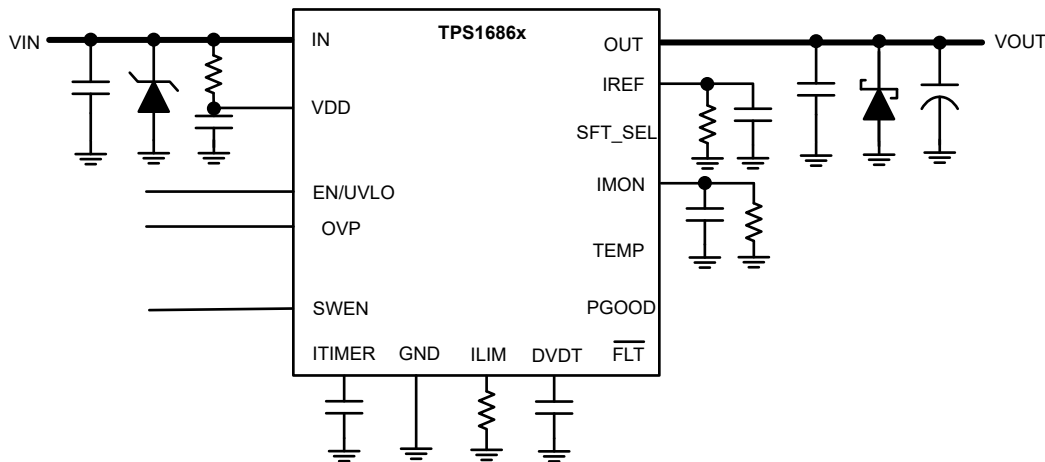 TPS1686x
VIN
IN
OUT
VOUT
IREF
VDD
SFT_SEL
IMON
EN/UVLO
OVP
TEMP
SWEN
PGOOD
ITIMER
GND
ILIM
DVDT
FLT